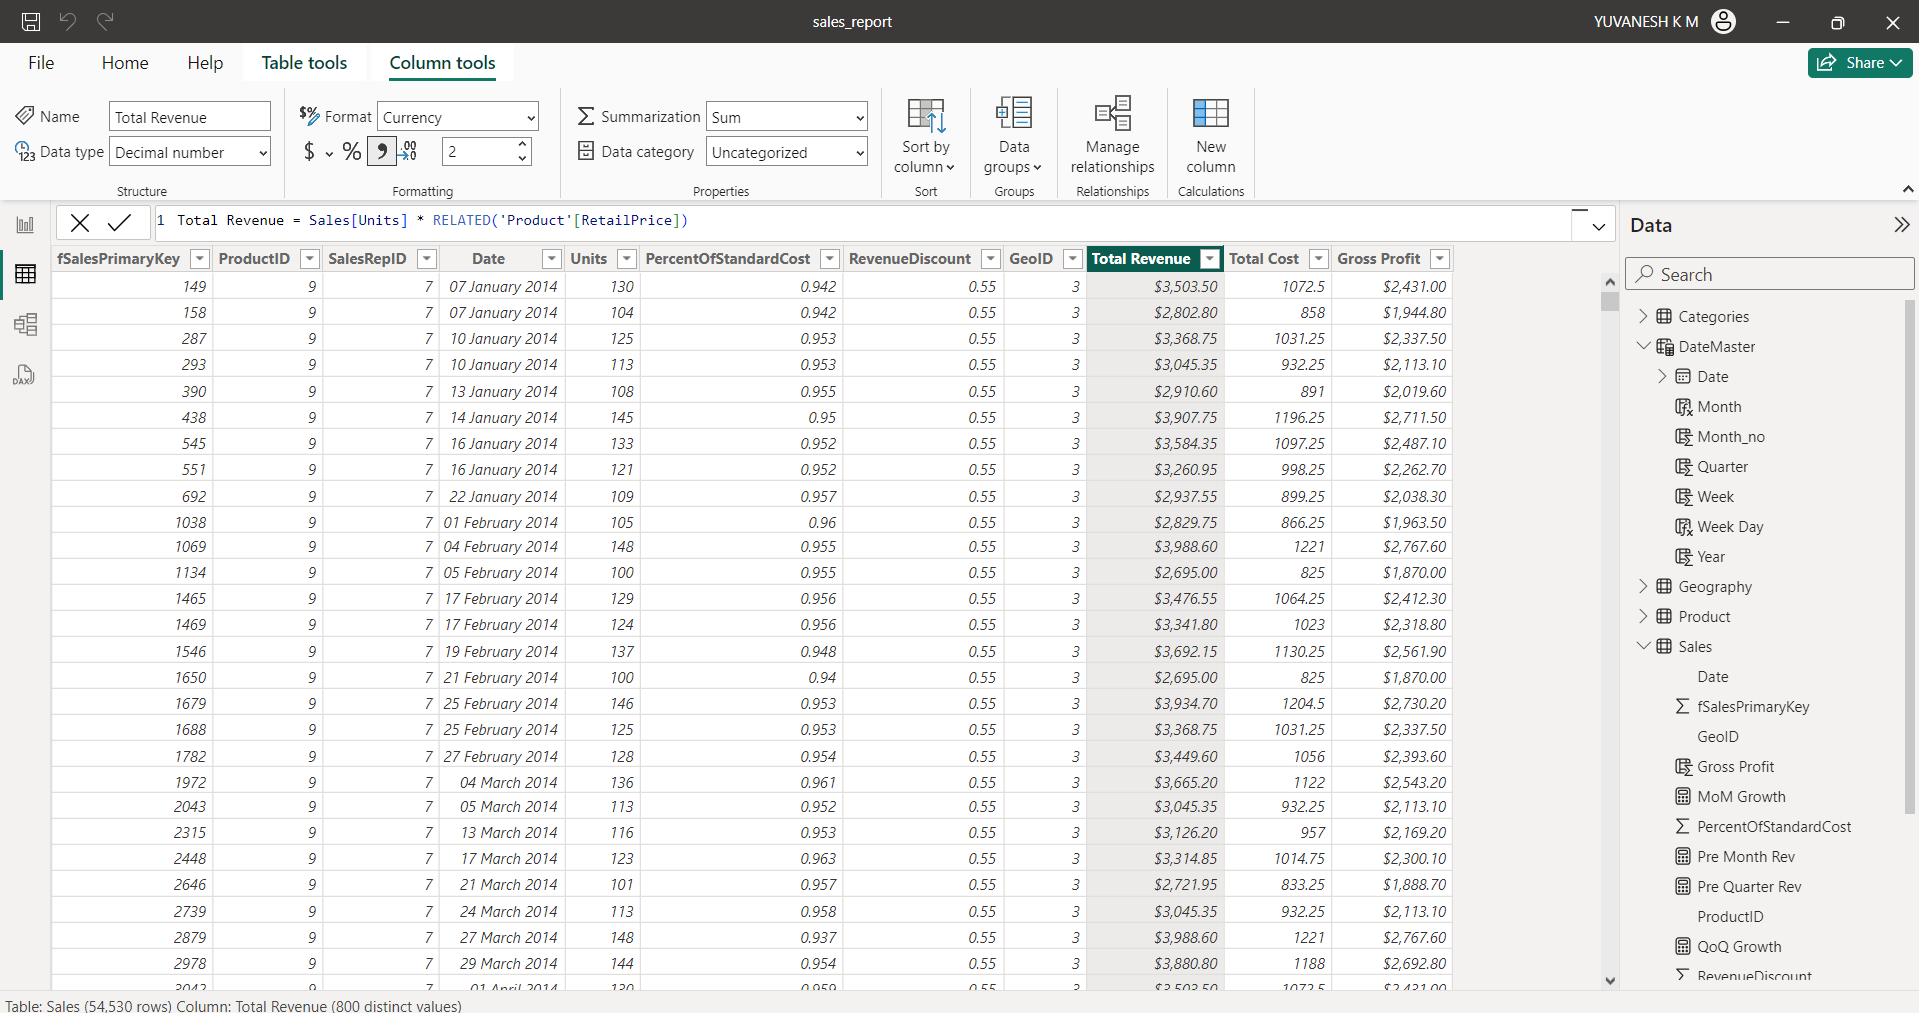 sales_report
YUVANESH K M
File Home Help Table tools Column tools
Share
Name Total Revenue
Data type Decimal number
Structure
Format Currency
$ % , .00 2
Formatting
Summarization Sum
Data category Uncategorized
Properties
Sort by column
Sort
Data groups
Groups
Manage relationships
Relationships
New column
Calculations
1 Total Revenue = Sales[Units] * RELATED('Product'[RetailPrice])
fSalesPrimaryKey ProductID SalesRepID Date Units PercentOfStandardCost RevenueDiscount GeoID Total Revenue Total Cost Gross Profit
149 9 7 07 January 2014 130 0.942 0.55 3 $3,503.50 1072.5 $2,431.00
158 9 7 07 January 2014 104 0.942 0.55 3 $2,802.80 858 $1,944.80
287 9 7 10 January 2014 125 0.953 0.55 3 $3,368.75 1031.25 $2,337.50
293 9 7 10 January 2014 113 0.953 0.55 3 $3,045.35 932.25 $2,113.10
390 9 7 13 January 2014 108 0.955 0.55 3 $2,910.60 891 $2,019.60
438 9 7 14 January 2014 145 0.95 0.55 3 $3,907.75 1196.25 $2,711.50
545 9 7 16 January 2014 133 0.952 0.55 3 $3,584.35 1097.25 $2,487.10
551 9 7 16 January 2014 121 0.952 0.55 3 $3,260.95 998.25 $2,262.70
692 9 7 22 January 2014 109 0.957 0.55 3 $2,937.55 899.25 $2,038.30
1038 9 7 01 February 2014 105 0.96 0.55 3 $2,829.75 866.25 $1,963.50
1069 9 7 04 February 2014 148 0.955 0.55 3 $3,988.60 1221 $2,767.60
1134 9 7 05 February 2014 100 0.955 0.55 3 $2,695.00 825 $1,870.00
1465 9 7 17 February 2014 129 0.956 0.55 3 $3,476.55 1064.25 $2,412.30
1469 9 7 17 February 2014 124 0.956 0.55 3 $3,341.80 1023 $2,318.80
1546 9 7 19 February 2014 137 0.948 0.55 3 $3,692.15 1130.25 $2,561.90
1650 9 7 21 February 2014 100 0.94 0.55 3 $2,695.00 825 $1,870.00
1679 9 7 25 February 2014 146 0.953 0.55 3 $3,934.70 1204.5 $2,730.20
1688 9 7 25 February 2014 125 0.953 0.55 3 $3,368.75 1031.25 $2,337.50
1782 9 7 27 February 2014 128 0.954 0.55 3 $3,449.60 1056 $2,393.60
1972 9 7 04 March 2014 136 0.961 0.55 3 $3,665.20 1122 $2,543.20
2043 9 7 05 March 2014 113 0.952 0.55 3 $3,045.35 932.25 $2,113.10
2315 9 7 13 March 2014 116 0.953 0.55 3 $3,126.20 957 $2,169.20
2448 9 7 17 March 2014 123 0.963 0.55 3 $3,314.85 1014.75 $2,300.10
2646 9 7 21 March 2014 101 0.957 0.55 3 $2,721.95 833.25 $1,888.70
2739 9 7 24 March 2014 113 0.958 0.55 3 $3,045.35 932.25 $2,113.10
2879 9 7 27 March 2014 148 0.937 0.55 3 $3,988.60 1221 $2,767.60
2978 9 7 29 March 2014 144 0.954 0.55 3 $3,880.80 1188 $2,692.80
3042 9 7 01 April 2014 130 0.959 0.55 3 $3,503.50 1072.5 $2,431.00
Data
Search
Categories
DateMaster
Date
Month
Month_no
Quarter
Week
Week Day
Year
Geography
Product
Sales
Date
fSalesPrimaryKey
GeoID
Gross Profit
MoM Growth
PercentOfStandardCost
Pre Month Rev
Pre Quarter Rev
ProductID
QoQ Growth
RevenueDiscount
Table: Sales (54,530 rows) Column: Total Revenue (800 distinct values)